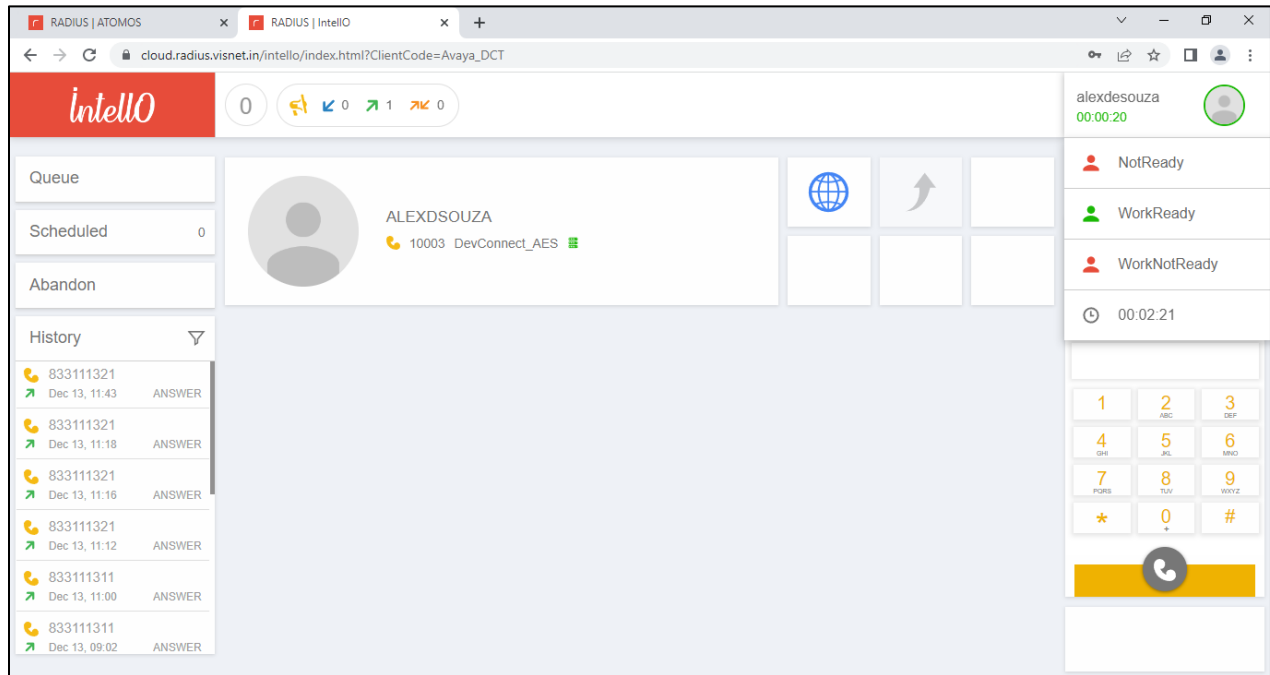 RADIUS | ATOMOS
RADIUS | IntellO
cloud.radius.visnet.in/intello/index.html?ClientCode=Avaya_DCT
intellO
0
0 1 0
alexdesouza
00:00:20
NotReady
WorkReady
WorkNotReady
00:02:21
Queue
Scheduled 0
Abandon
History
833111321
Dec 13, 11:43 ANSWER
833111321
Dec 13, 11:18 ANSWER
833111321
Dec 13, 11:16 ANSWER
833111321
Dec 13, 11:12 ANSWER
833111311
Dec 13, 11:00 ANSWER
833111311
Dec 13, 09:02 ANSWER
ALEXDSOUZA
10003 DevConnect_AES
1 2 3
ABC DEF
4 5 6
GHI JKL MNO
7 8 9
PQRS TUV WXYZ
* 0 #
+